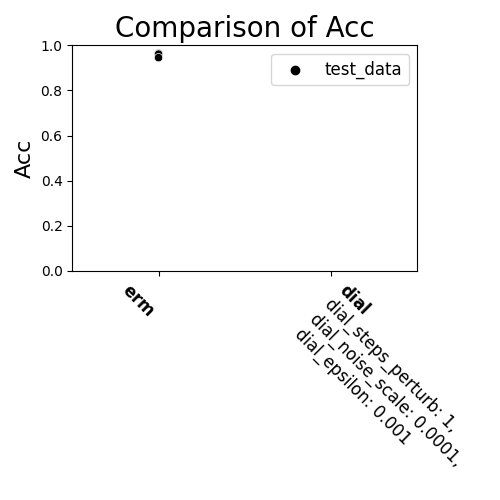 Comparison of Acc
1.0
0.8
0.6
0.4
0.2
0.0
Acc
test_data
erm
dial
dial_steps_perturb: 1,
dial_noise_scale: 0.0001,
dial_epsilon: 0.001